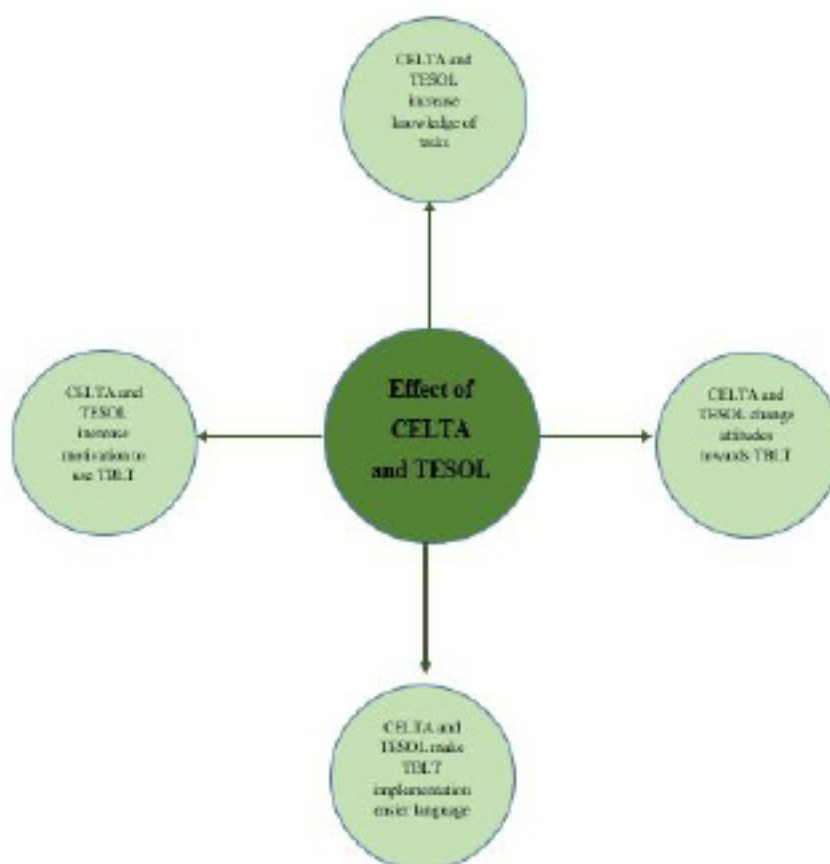 CELTA and
TESOL
increase
knowledge of
tasks
CELTA and
TESOL
increase
motivation to
use TBLT
Effect of
CELTA
and TESOL
CELTA and
TESOL change
attitudes
towards TBLT
CELTA and
TESOL make
TBLT
implementation
easier language